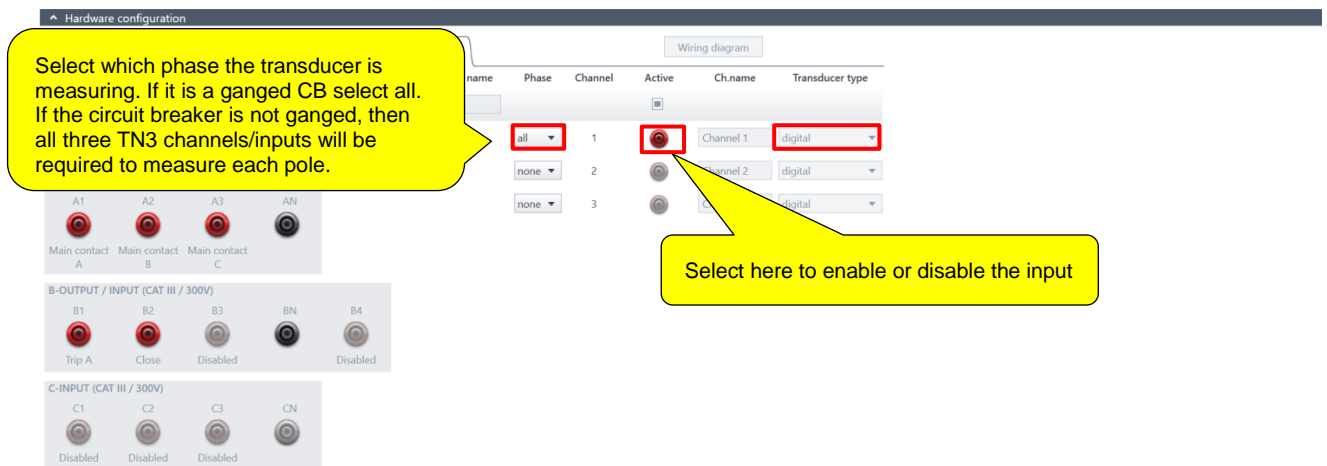 Hardware configuration
Select which phase the transducer is
measuring. If it is a ganged CB select all.
If the circuit breaker is not ganged, then
all three TN3 channels/inputs will be
required to measure each pole.
Wiring diagram
name Phase Channel Active Ch.name Transducer type
all 1 Channel 1 digital
none 2 Channel 2 digital
none 3 digital
Select here to enable or disable the input
A1 A2 A3 AN
Main contact Main contact Main contact
A B C
B-OUTPUT / INPUT (CAT III / 300V)
B1 B2 B3 BN B4
Trip A Close Disabled Disabled
C-INPUT (CAT III / 300V)
C1 C2 C3 CN
Disabled Disabled Disabled